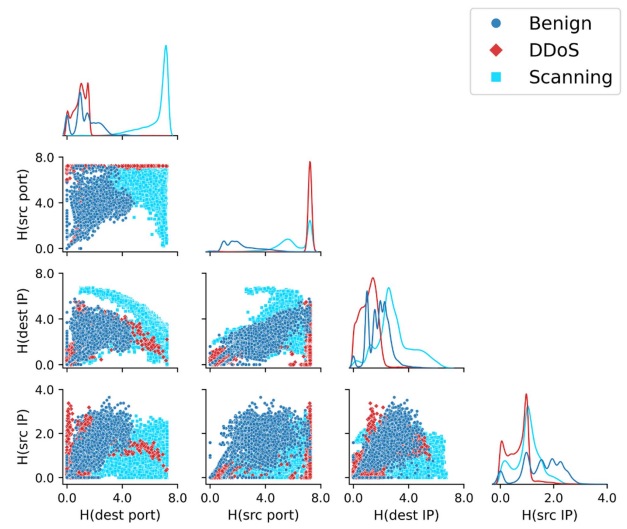 Benign
DDoS
Scanning
8.0
4.0
0.0
H(src port)
8.0
4.0
0.0
H(dest IP)
4.0
2.0
0.0
H(src IP)
0.0 4.0 8.0
H(dest port)
0.0 4.0 8.0
H(src port)
0.0 4.0 8.0
H(dest IP)
0.0 2.0 4.0
H(src IP)